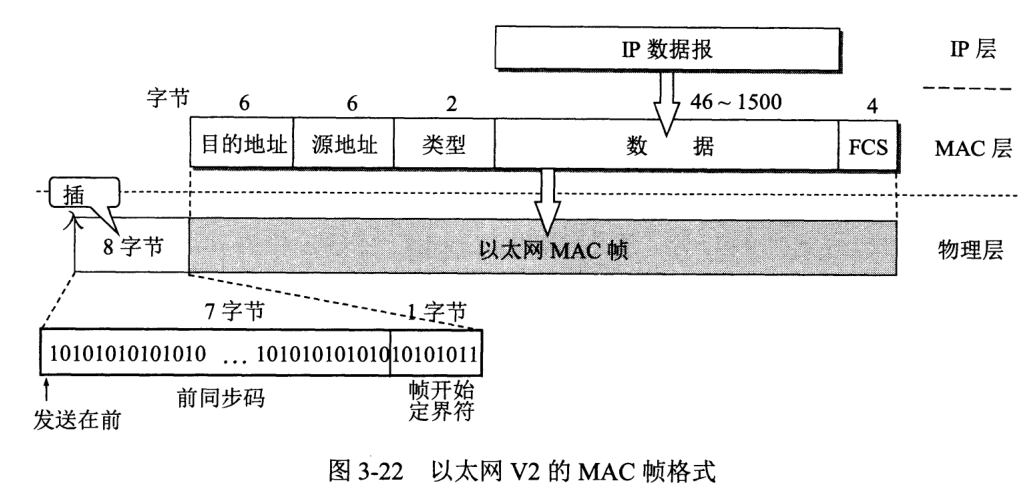 IP 数据报
IP 层
字节 6 6 2 46~1500 4
目的地址 源地址 类型 数 据 FCS
MAC 层
插入
8 字节
以太网 MAC 帧
物理层
7 字节 1 字节
10101010101010 … 101010101010 10101011
前同步码
帧开始
定界符
发送在前
图 3-22 以太网 V2 的 MAC 帧格式